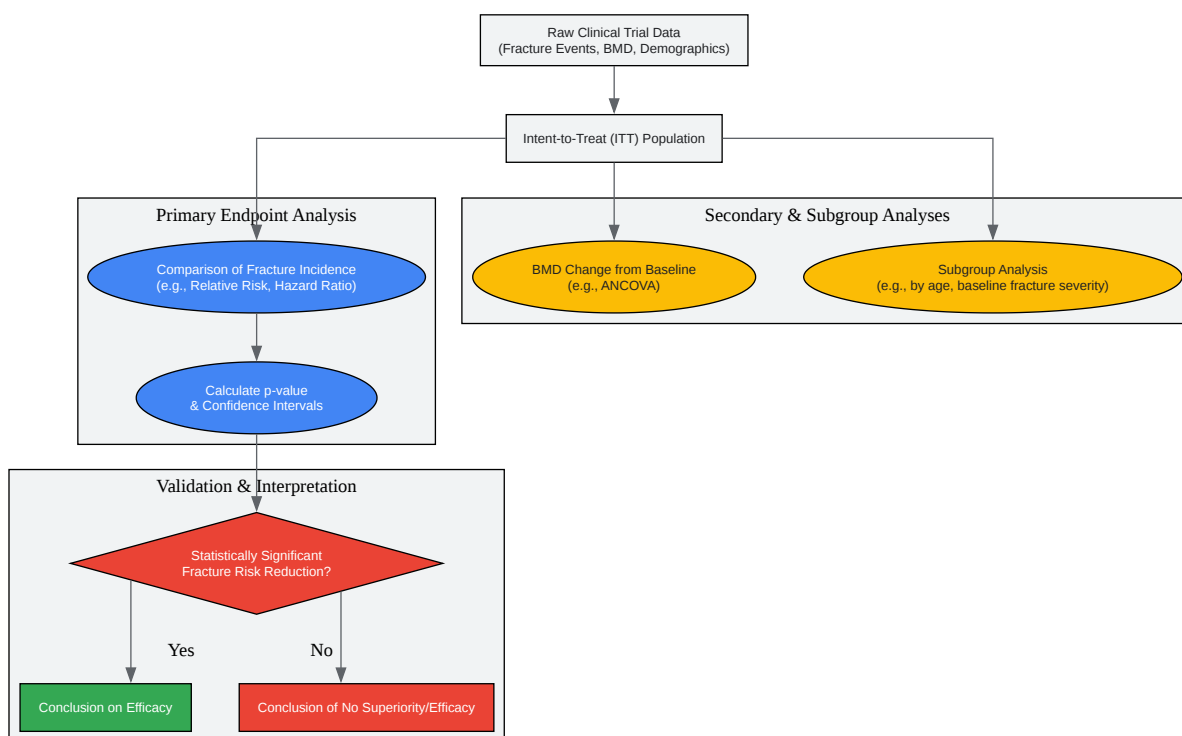 Raw Clinical Trial Data
(Fracture Events, BMD, Demographics)
Intent-to-Treat (ITT) Population
Primary Endpoint Analysis
Comparison of Fracture Incidence
(e.g., Relative Risk, Hazard Ratio)
Calculate p-value
& Confidence Intervals
Secondary & Subgroup Analyses
BMD Change from Baseline
(e.g., ANCOVA)
Subgroup Analysis
(e.g., by age, baseline fracture severity)
Validation & Interpretation
Statistically Significant
Fracture Risk Reduction?
Yes
No
Conclusion on Efficacy
Conclusion of No Superiority/Efficacy